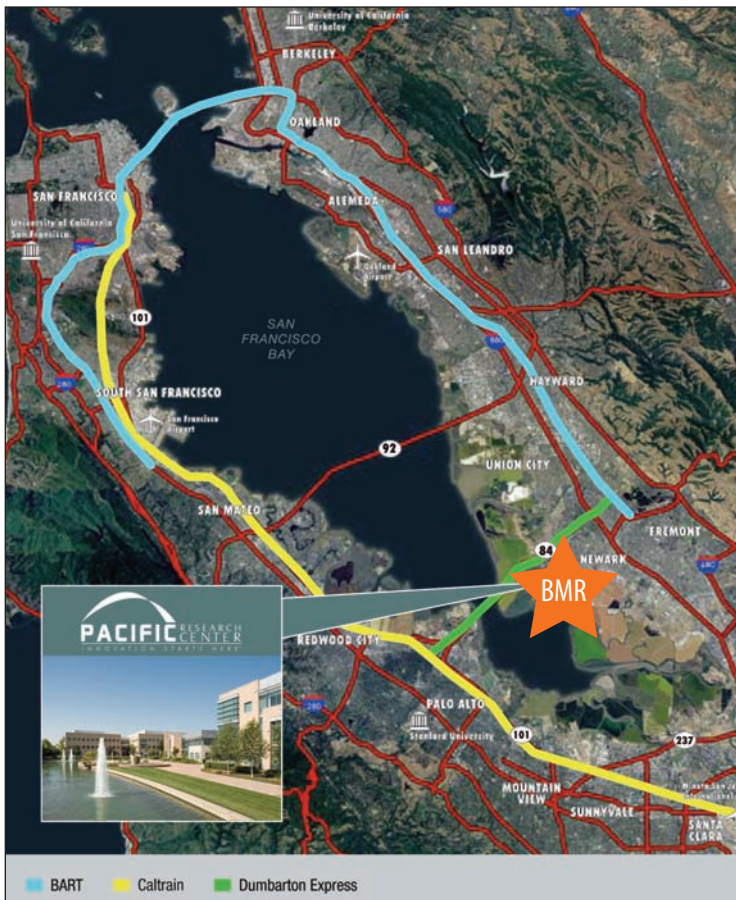 University of California
Berkeley
BERKELEY
OAKLAND
SAN FRANCISCO
University of California
San Fransisco
ALEMEDA
580
SAN LEANDRO
Oakland
Airport
101
SAN
FRANCISCO
BAY
880
280
HAYWARD
SOUTH SAN FRANCISCO
San Francisco
Airport
92
UNION CITY
SAN MATEO
FREMONT
84
NEWARK
680
BMR
PACIFIC RESEARCH
CENTER
INNOVATION STARTS HERE
REDWOOD CITY
280
PALO ALTO
Stanford University
101
237
MOUNTAIN
VIEW
SUNNYVALE
SANTA
CLARA
BART
Caltrain
Dumbarton Express